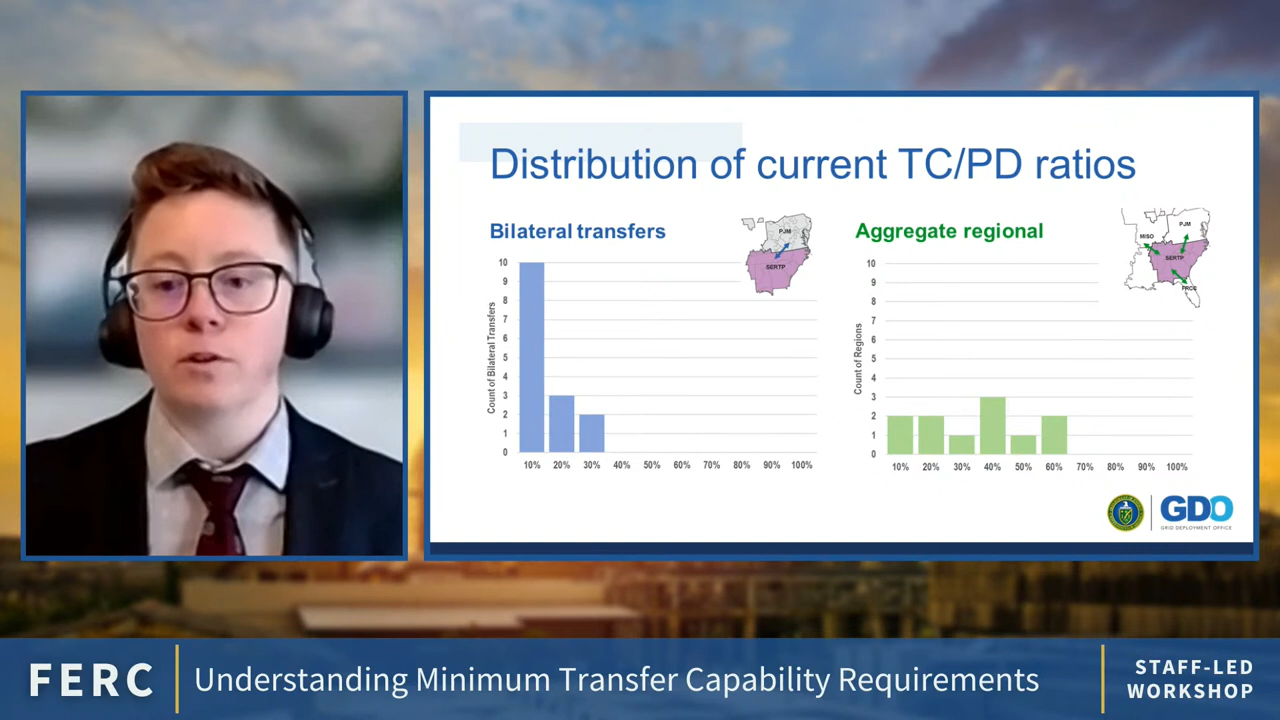 Distribution of current TC/PD ratios
Bilateral transfers
PJM
SERTP
Count of Bilateral Transfers
10
9
8
7
6
5
4
3
2
1
0
10% 20% 30% 40% 50% 60% 70% 80% 90% 100%
Aggregate regional
MISO
PJM
SERTP
FRCC
Count of Regions
10
9
8
7
6
5
4
3
2
1
0
10% 20% 30% 40% 50% 60% 70% 80% 90% 100%
GDO
GRID DEPLOYMENT OFFICE
FERC
Understanding Minimum Transfer Capability Requirements
STAFF-LED
WORKSHOP